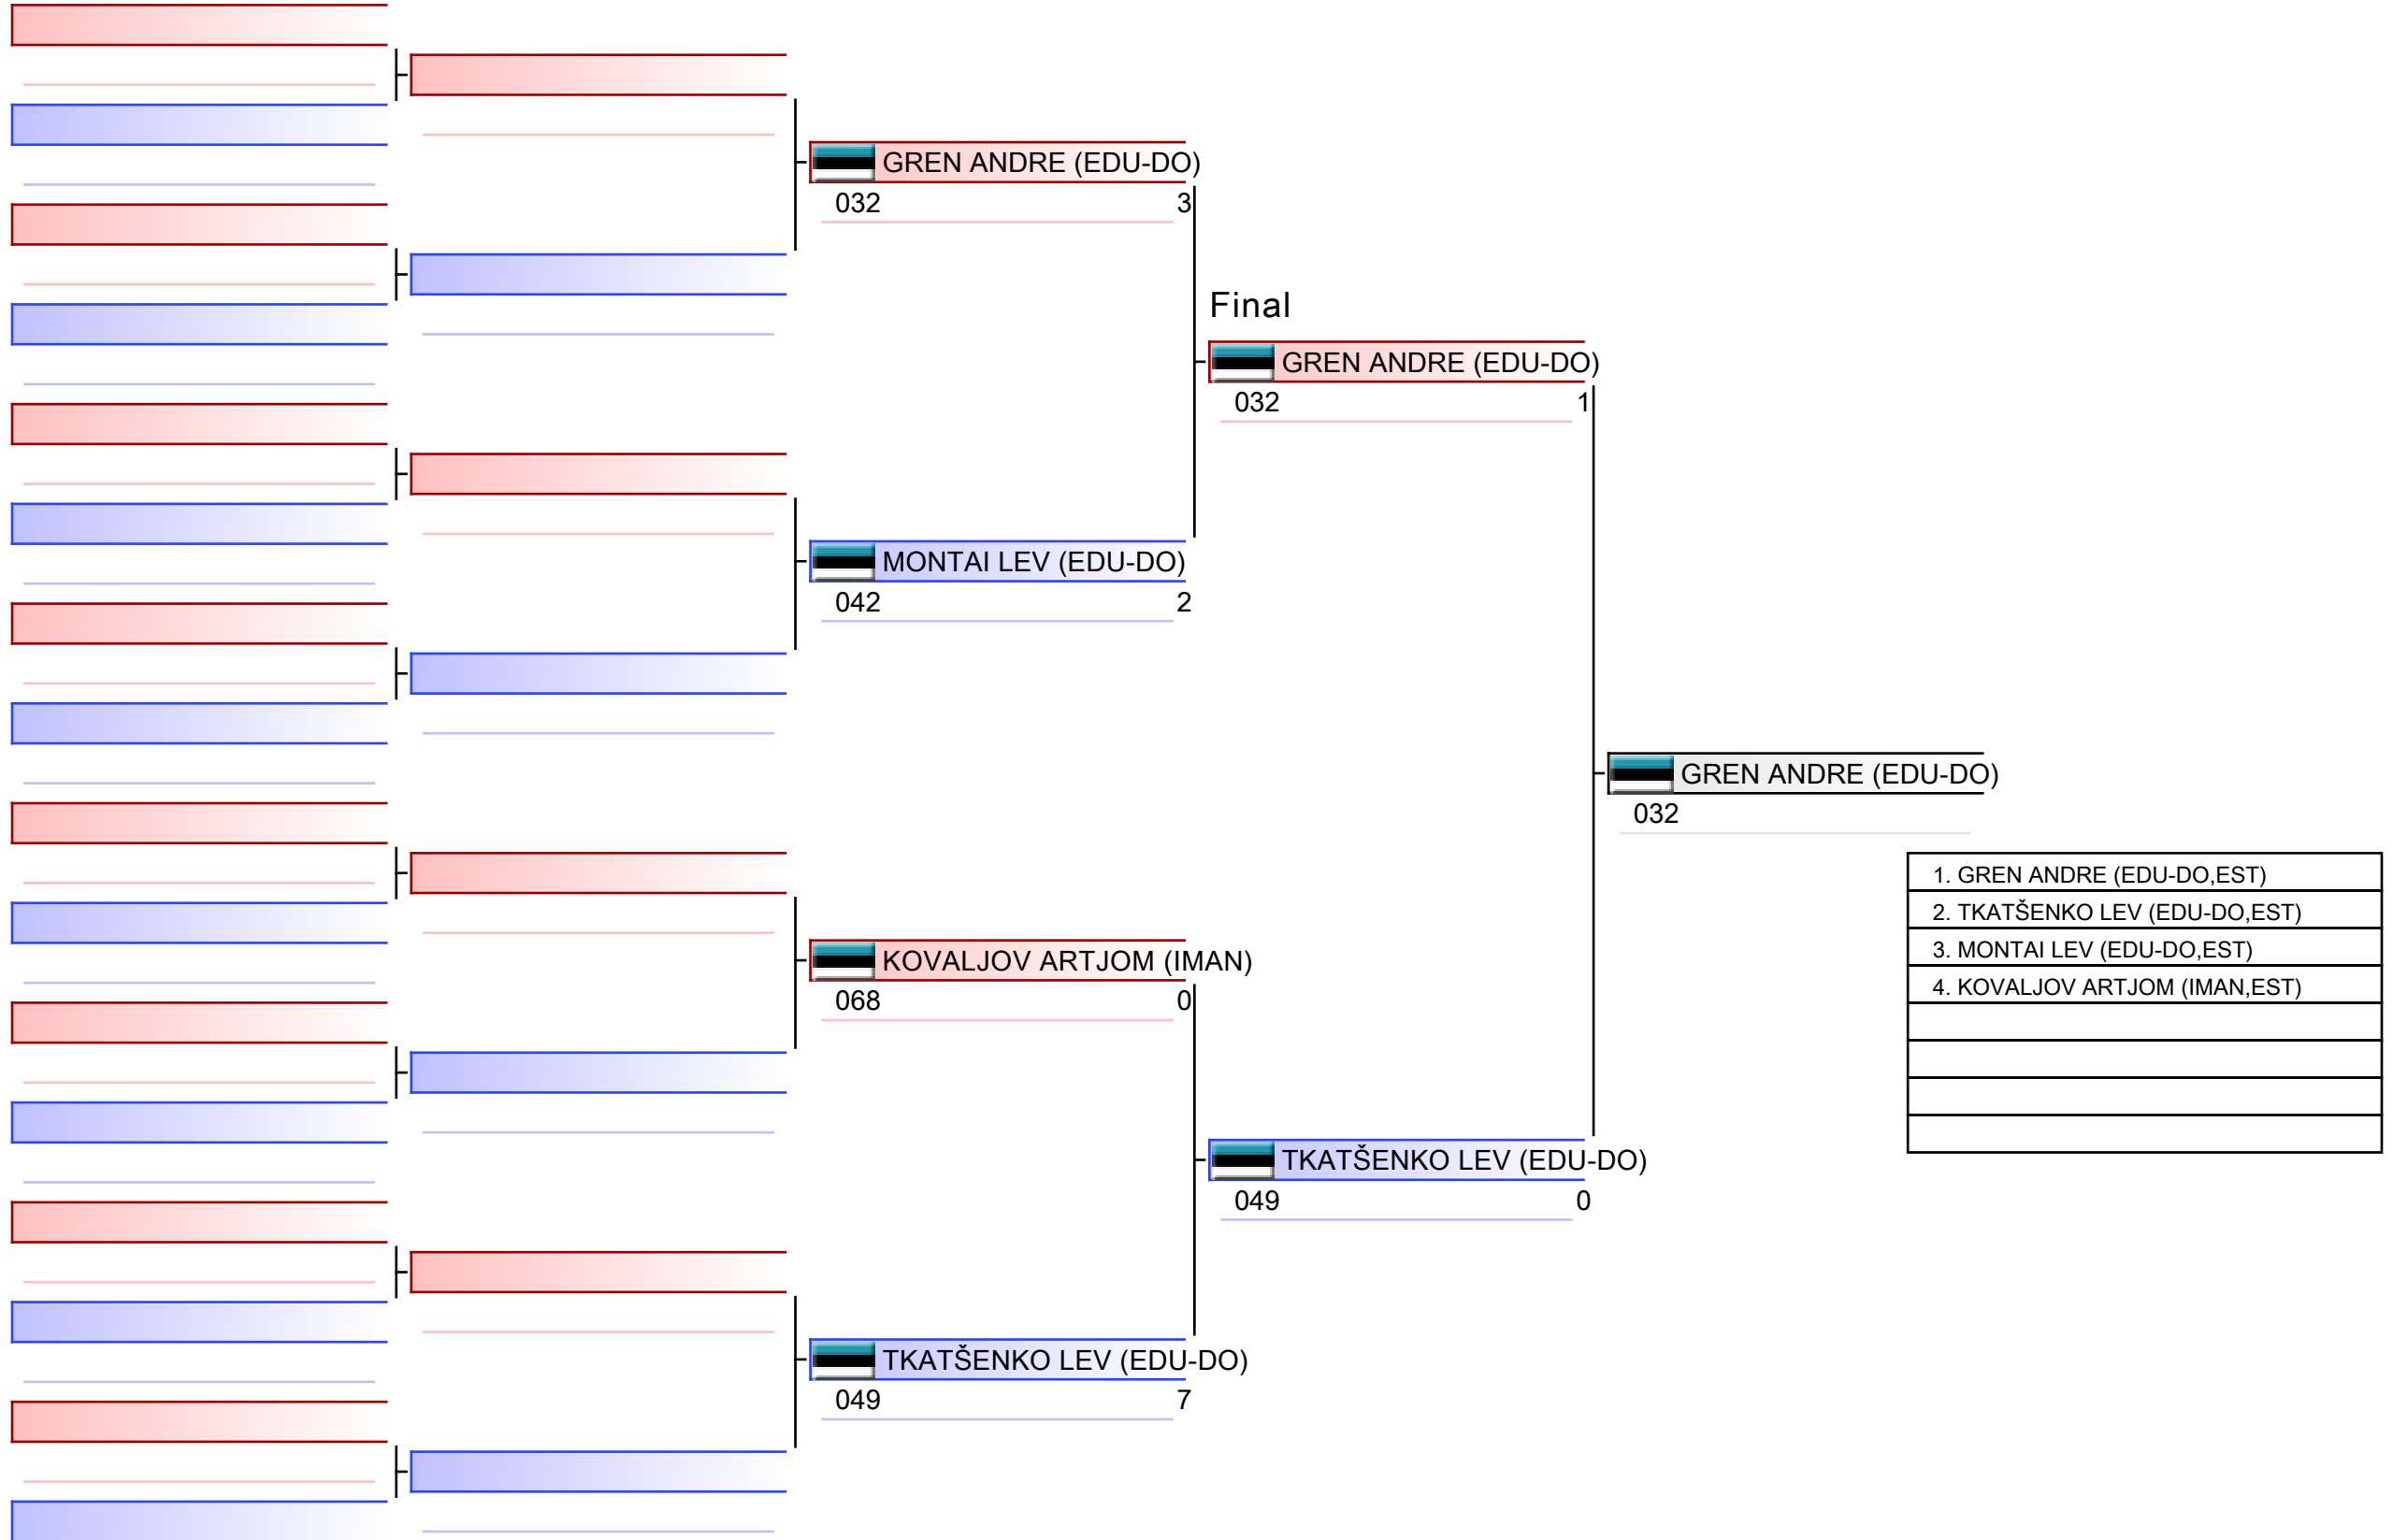 GREN ANDRE (EDU-DO)
032 3
MONTAI LEV (EDU-DO)
042 2
KOVALJOV ARTJOM (IMAN)
068 0
TKATŠENKO LEV (EDU-DO)
049 7
Final
GREN ANDRE (EDU-DO)
032 1
TKATŠENKO LEV (EDU-DO)
049 0
GREN ANDRE (EDU-DO)
032
1. GREN ANDRE (EDU-DO,EST)
2. TKATŠENKO LEV (EDU-DO,EST)
3. MONTAI LEV (EDU-DO,EST)
4. KOVALJOV ARTJOM (IMAN,EST)